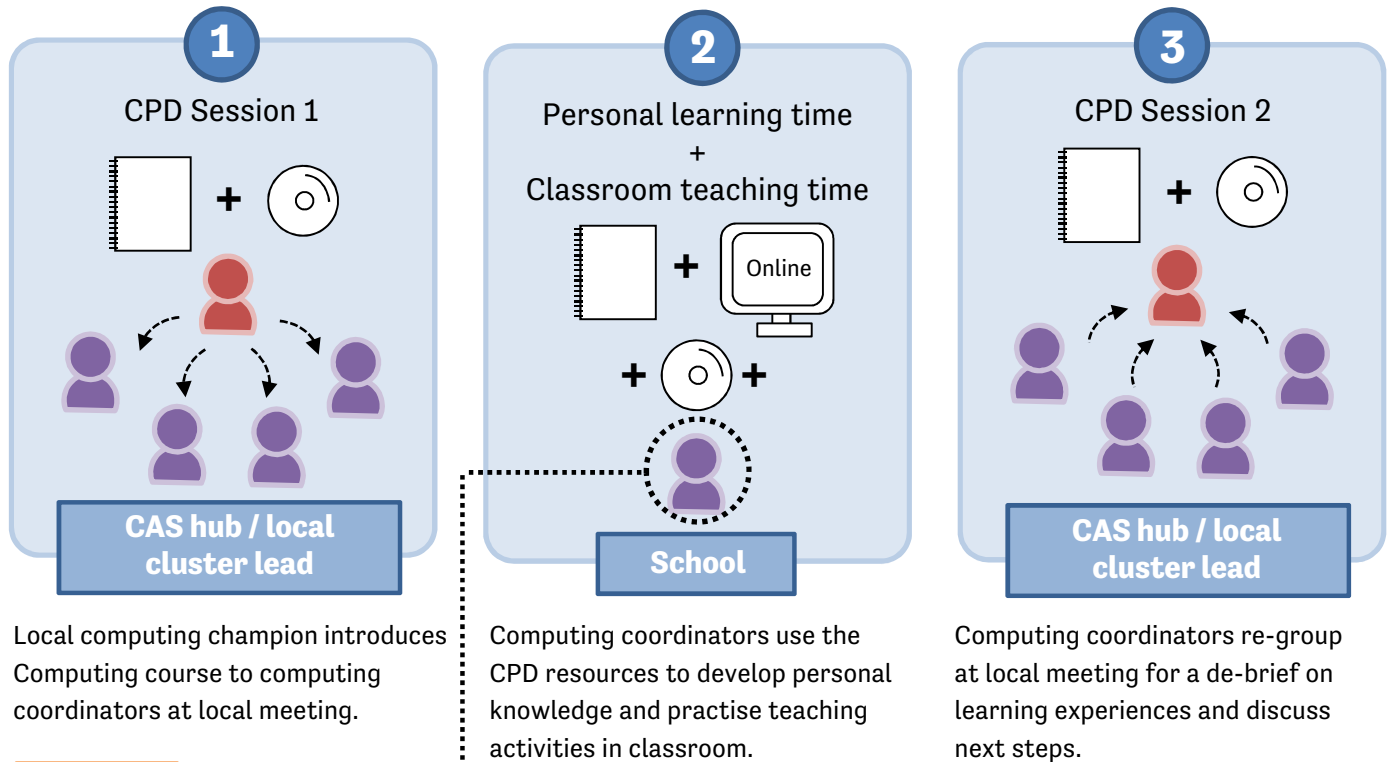 1
CPD Session 1
+
CAS hub / local
cluster lead
Local computing champion introduces
Computing course to computing
coordinators at local meeting.
2
Personal learning time
+
Classroom teaching time
+
Online
+ +
School
Computing coordinators use the
CPD resources to develop personal
knowledge and practise teaching
activities in classroom.
3
CPD Session 2
+
CAS hub / local
cluster lead
Computing coordinators re-group
at local meeting for a de-brief on
learning experiences and discuss
next steps.